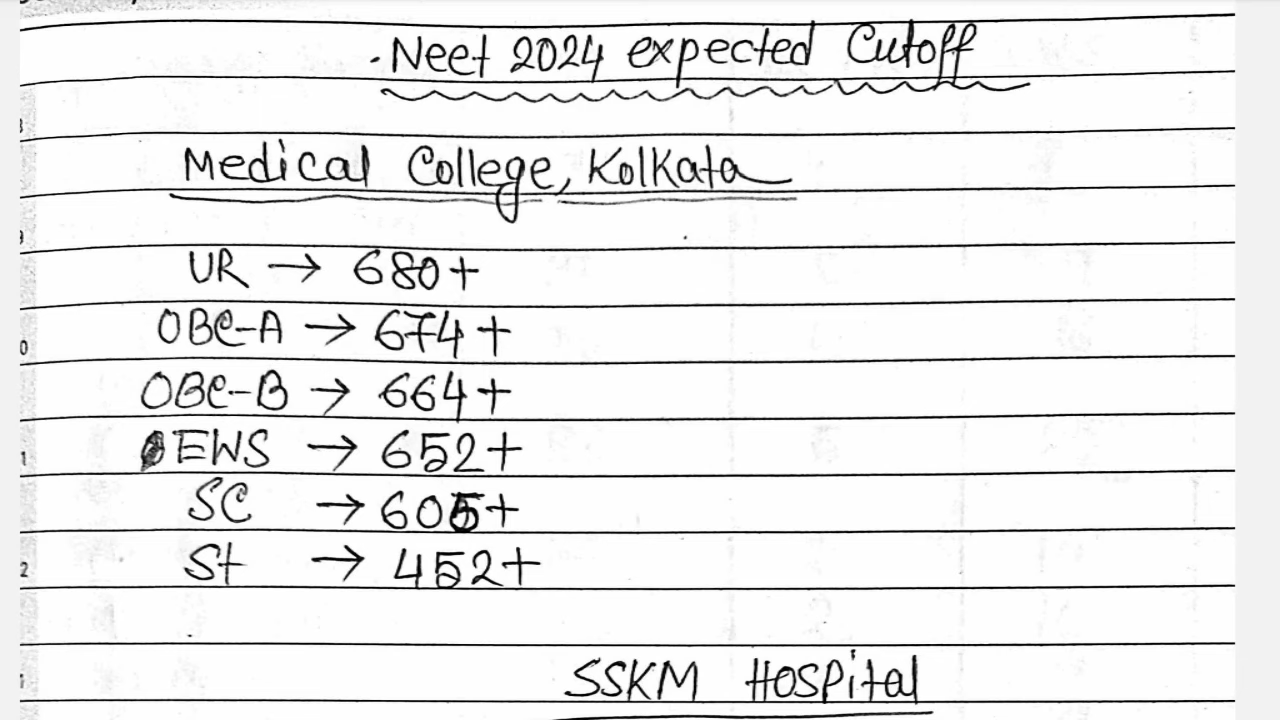 Neet 2024 expected Cutoff
Medical College, Kolkata
UR → 680+
OBC-A → 674+
OBC-B → 664+
EWS → 652+
SC → 605+
St → 452+
SSKM Hospital